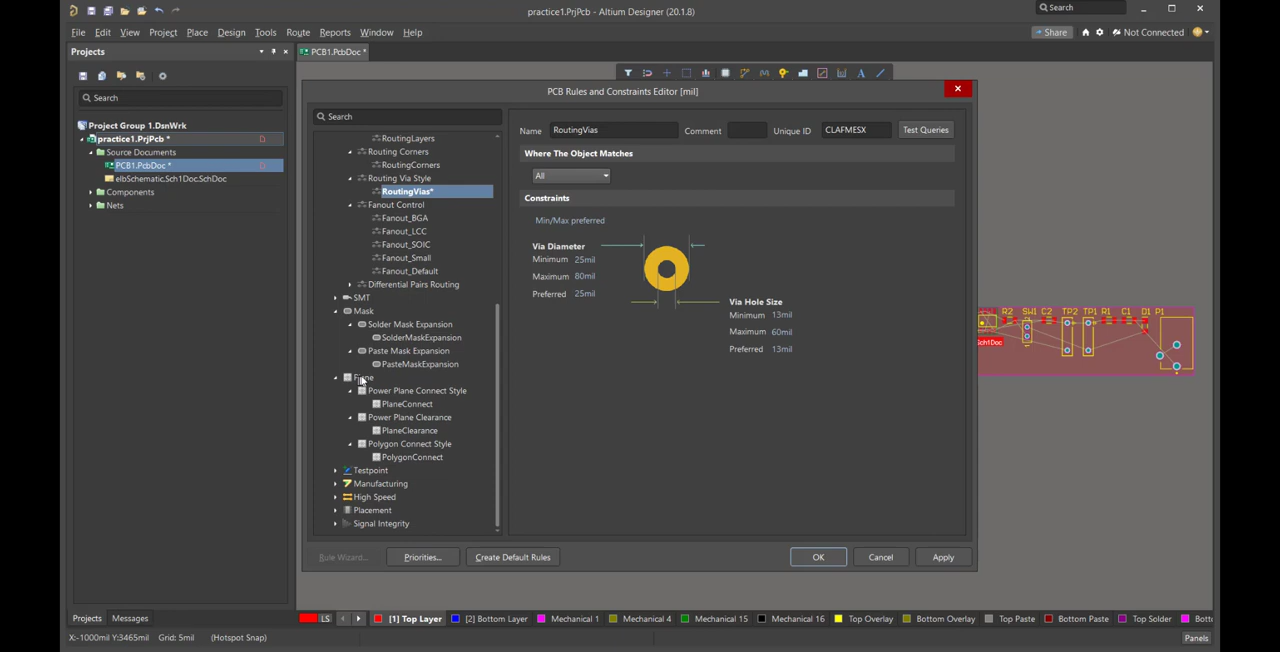 practice1.PrjPcb - Altium Designer (20.1.8)
Search
File Edit View Project Place Design Tools Route Reports Window Help
Share
Not Connected
Projects
PCB1.PcbDoc *
Search
Project Group 1.DsnWrk
practice1.PrjPcb *
Source Documents
PCB1.PcbDoc *
elbSchematic.Sch1Doc.SchDoc
Components
Nets
PCB Rules and Constraints Editor [mil]
Search
RoutingLayers
Routing Corners
RoutingCorners
Routing Via Style
RoutingVias*
Fanout Control
Fanout_BGA
Fanout_LCC
Fanout_SOIC
Fanout_Small
Fanout_Default
Differential Pairs Routing
SMT
Mask
Solder Mask Expansion
SolderMaskExpansion
Paste Mask Expansion
PasteMaskExpansion
Plane
Power Plane Connect Style
PlaneConnect
Power Plane Clearance
PlaneClearance
Polygon Connect Style
PolygonConnect
Testpoint
Manufacturing
High Speed
Placement
Signal Integrity
Name RoutingVias Comment Unique ID CLAFMESX Test Queries
Where The Object Matches
All
Constraints
Min/Max preferred
Via Diameter
Minimum 25mil
Maximum 80mil
Preferred 25mil
Via Hole Size
Minimum 13mil
Maximum 60mil
Preferred 13mil
Rule Wizard... Priorities... Create Default Rules OK Cancel Apply
R2 SW1 C2 TP2 TP1 R1 C1 D1 P1
Sch1Doc
Projects Messages
LS [1] Top Layer [2] Bottom Layer Mechanical 1 Mechanical 4 Mechanical 15 Mechanical 16 Top Overlay Bottom Overlay Top Paste Bottom Paste Top Solder Bott
X:-1000mil Y:3465mil Grid: 5mil (Hotspot Snap)
Panels